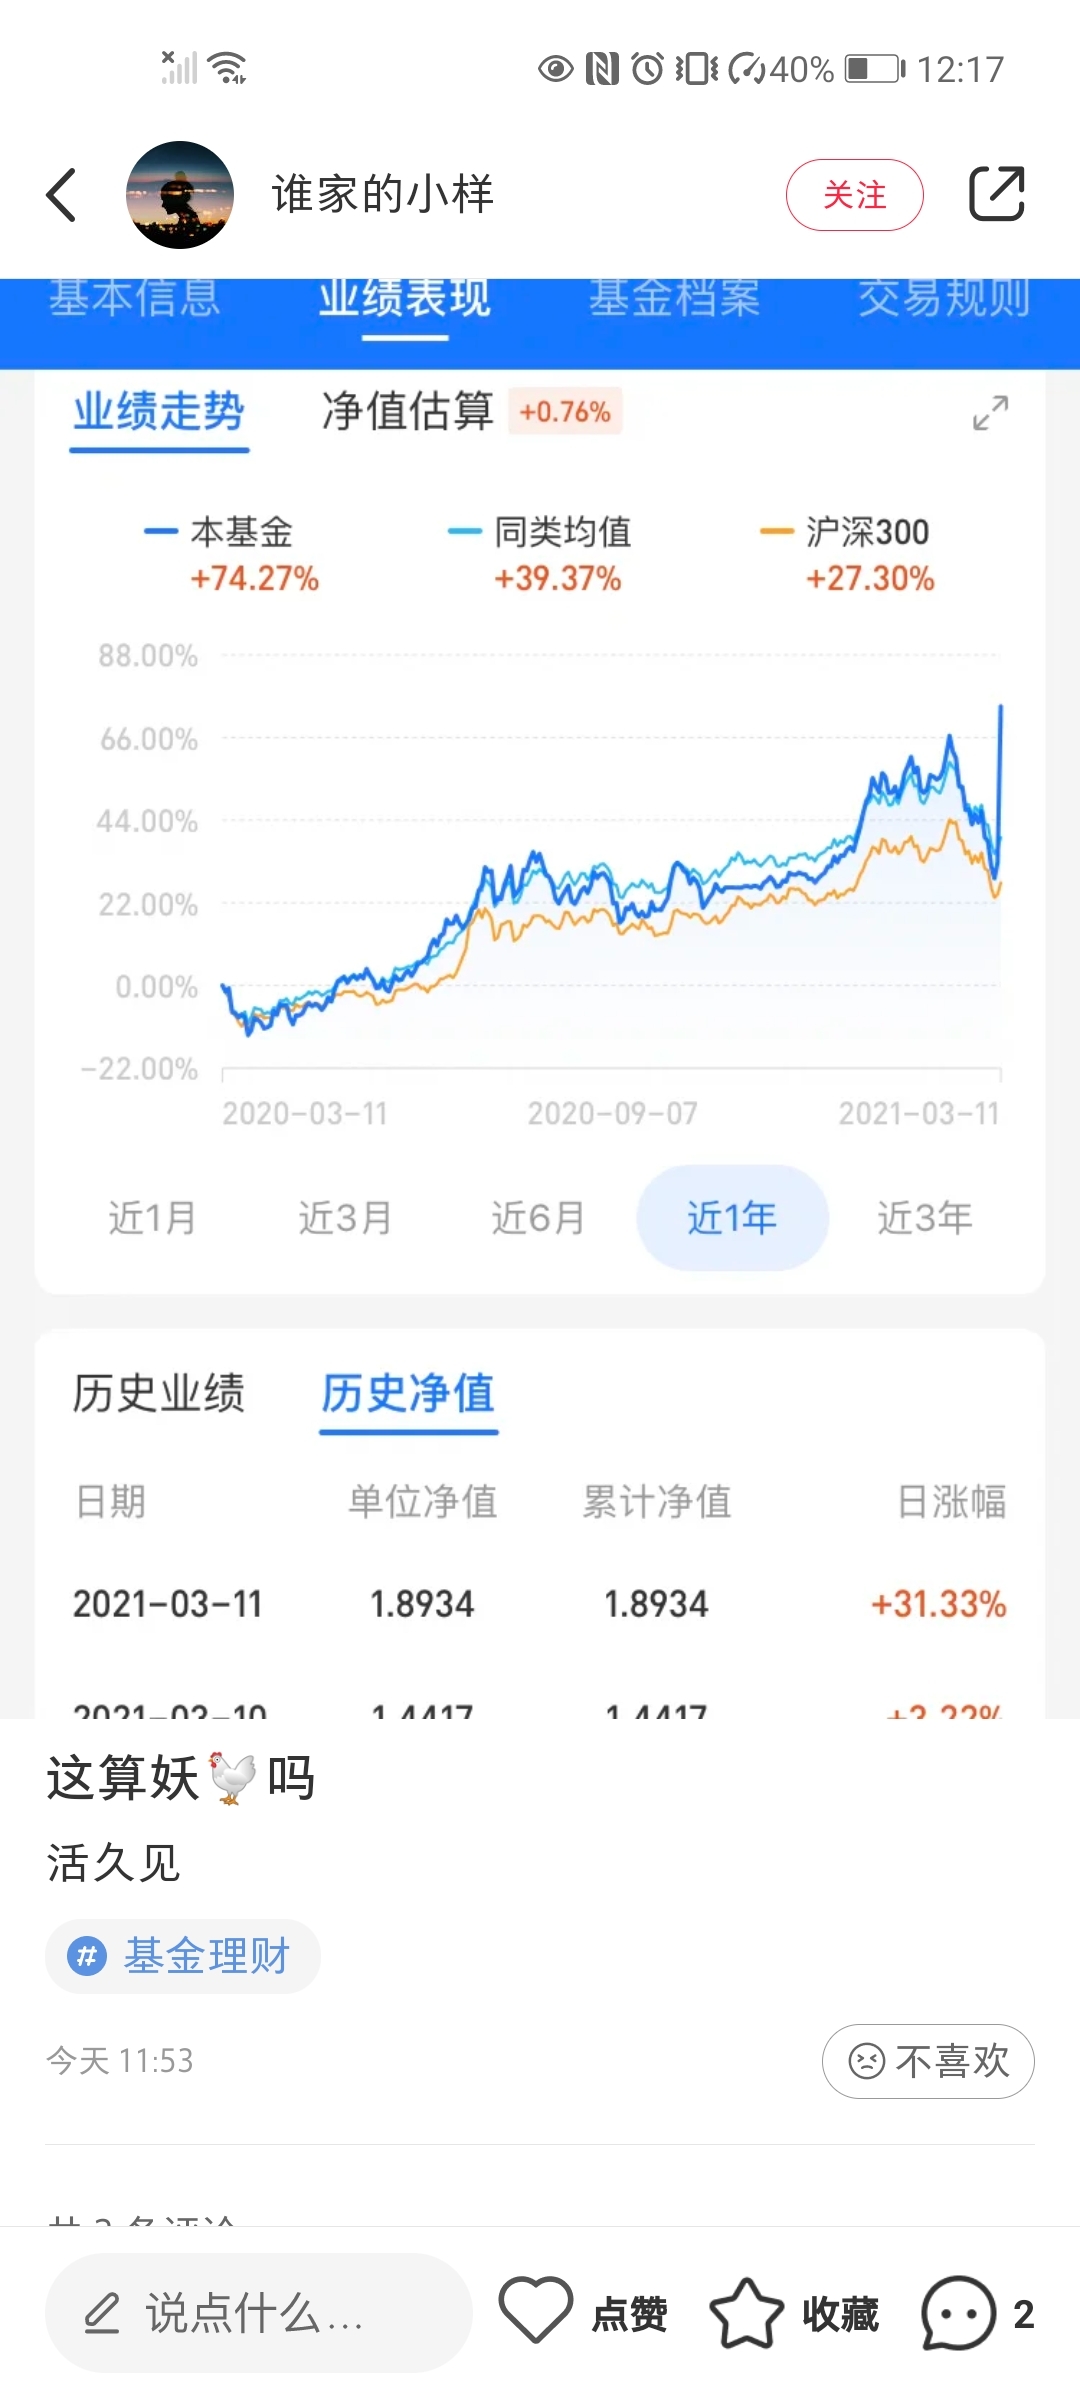 40% 12:17
谁家的小样 关注
基本信息 业绩表现 基金档案 交易规则
业绩走势 净值估算 +0.76%
本基金 同类均值 沪深300
+74.27% +39.37% +27.30%
88.00%
66.00%
44.00%
22.00%
0.00%
-22.00%
2020-03-11 2020-09-07 2021-03-11
近1月 近3月 近6月 近1年 近3年
历史业绩 历史净值
日期 单位净值 累计净值 日涨幅
2021-03-11 1.8934 1.8934 +31.33%
2021-03-10 1.4417 1.4417
这算妖🐔吗
活久见
# 基金理财
今天 11:53 不喜欢
说点什么... 点赞 收藏 2